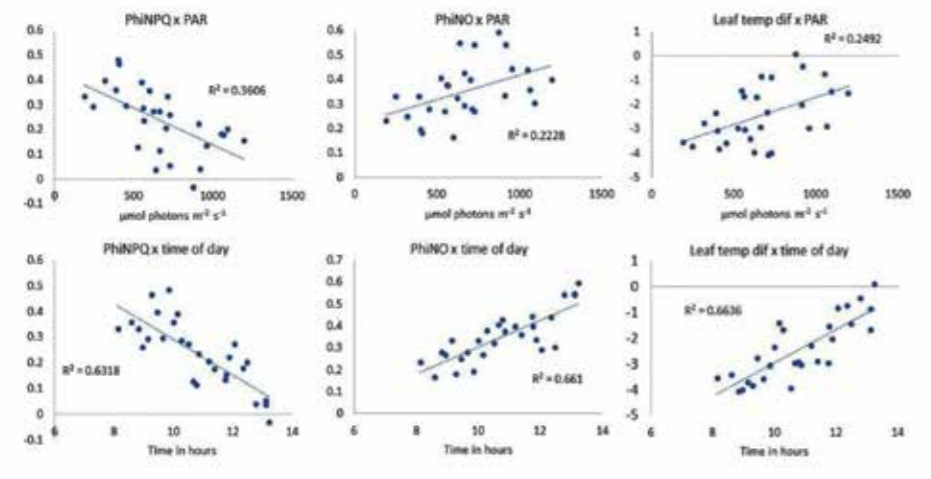 PhiNPQ x PAR
0.6
0.5
0.4
0.3
0.2
0.1
0
-0.1
R² = 0.3606
0 500 1000 1500
µmol photons m⁻² s⁻¹
PhiNO x PAR
0.6
0.5
0.4
0.3
0.2
0.1
0
R² = 0.2228
0 500 1000 1500
µmol photons m⁻² s⁻¹
Leaf temp dif x PAR
1
0
-1
-2
-3
-4
-5
R² = 0.2492
0 500 1000 1500
µmol photons m⁻² s⁻¹
PhiNPQ x time of day
0.6
0.5
0.4
0.3
0.2
0.1
0
-0.1
R² = 0.6318
6 8 10 12 14
Time in hours
PhiNO x time of day
0.7
0.6
0.5
0.4
0.3
0.2
0.1
0
R² = 0.661
6 8 10 12 14
Time in hours
Leaf temp dif x time of day
1
0
-1
-2
-3
-4
-5
R² = 0.6636
6 8 10 12 14
Time in hours